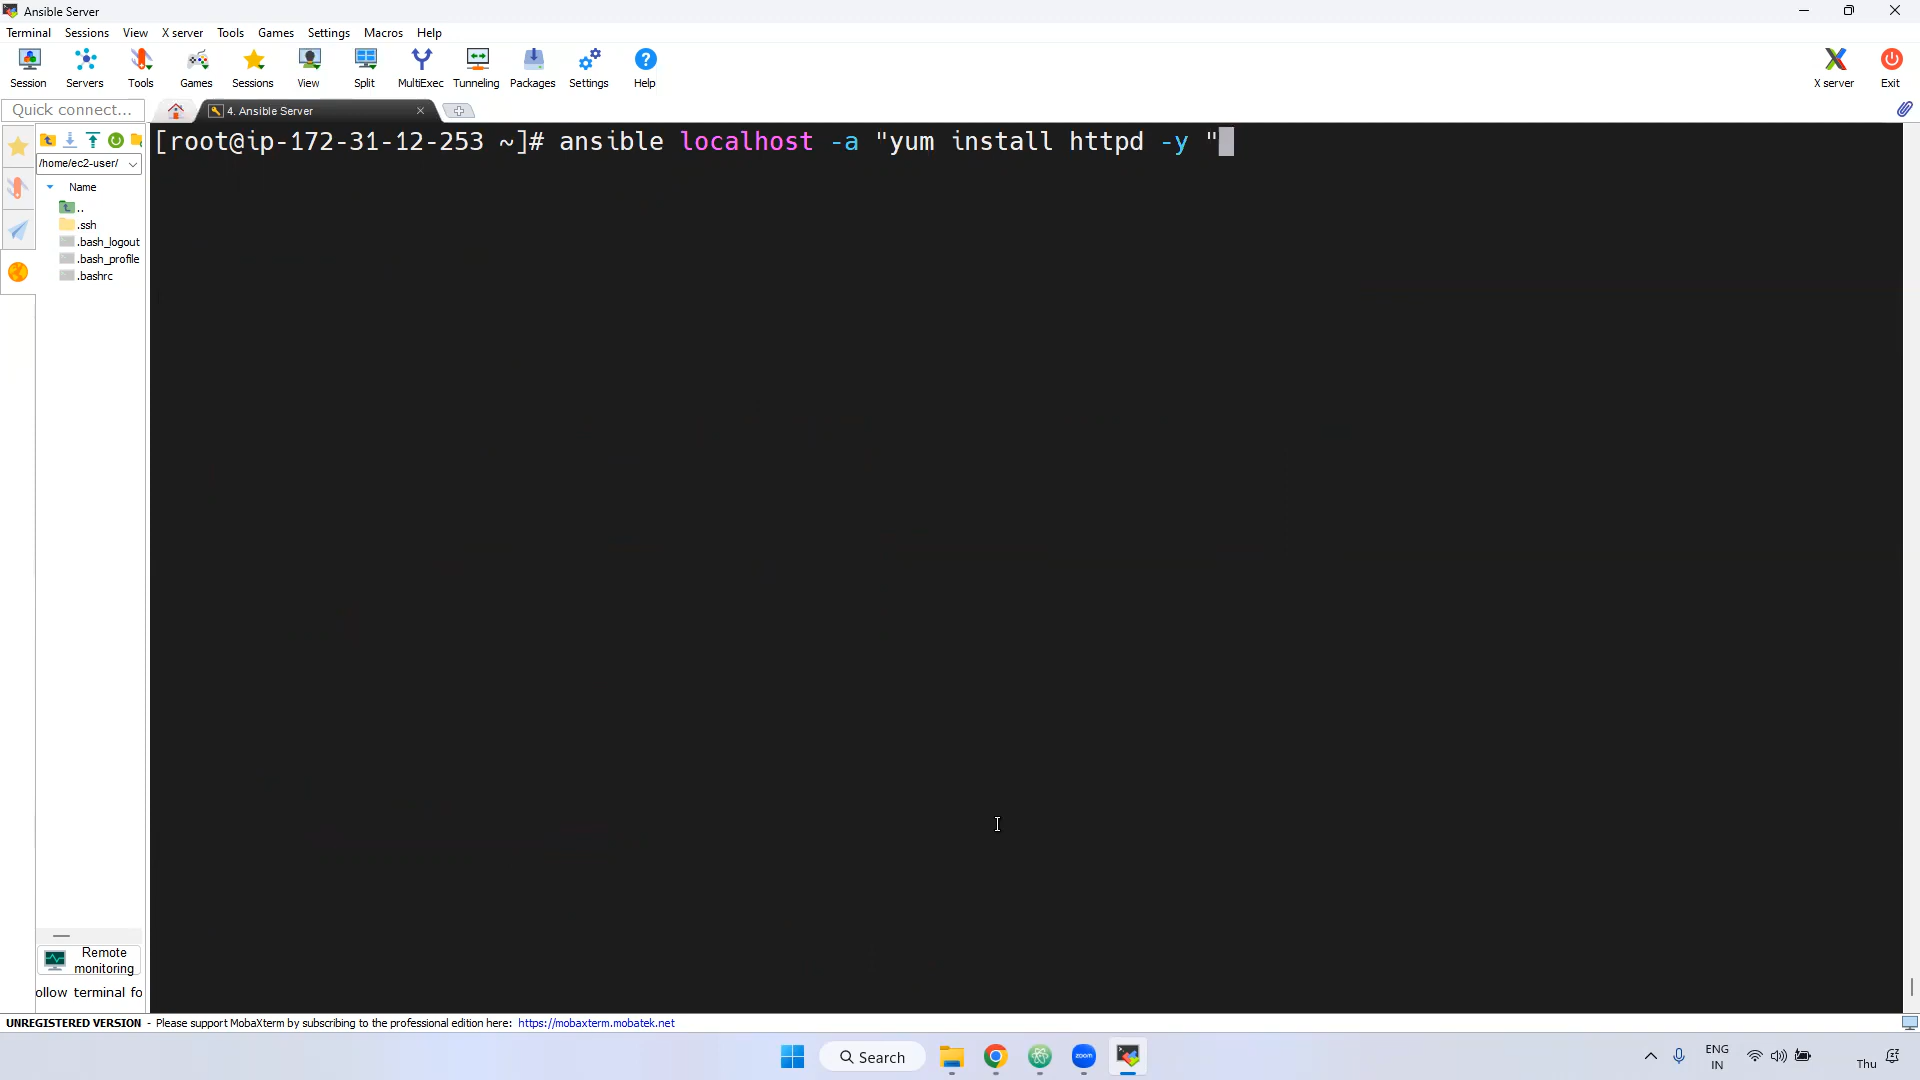 Ansible Server
Terminal Sessions View X server Tools Games Settings Macros Help
Session Servers Tools Games Sessions View Split MultiExec Tunneling Packages Settings Help X server Exit
Quick connect...
4. Ansible Server
/home/ec2-user/
Name
..
.ssh
.bash_logout
.bash_profile
.bashrc
[root@ip-172-31-12-253 ~]# ansible localhost -a "yum install httpd -y "
Remote
monitoring
ollow terminal fo
UNREGISTERED VERSION - Please support MobaXterm by subscribing to the professional edition here: https://mobaxterm.mobatek.net
Search
zoom
ENG
IN
Thu